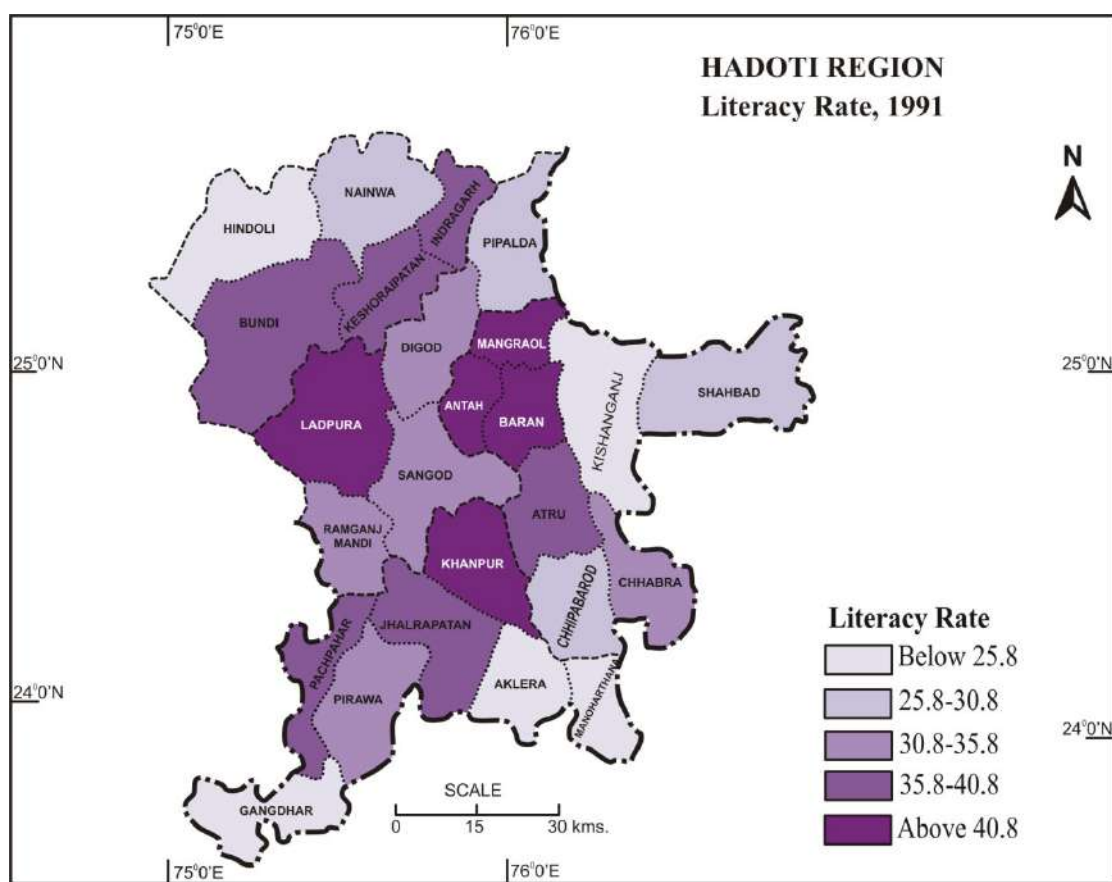 75°0'E
76°0'E
HADOTI REGION
Literacy Rate, 1991
N
NAINWA
INDRAGARH
HINDOLI
PIPALDA
KESHORAIPATAN
BUNDI
DIGOD
MANGRAOL
25°0'N
25°0'N
SHAHBAD
ANTAH
BARAN
LADPURA
KISHANGANJ
SANGOD
ATRU
RAMGANJ
MANDI
KHANPUR
CHHABRA
CHHIPABAROD
JHALRAPATAN
PACHPAHAR
AKLERA
MANOHARTHANA
PIRAWA
24°0'N
24°0'N
GANGDHAR
Literacy Rate
Below 25.8
25.8-30.8
30.8-35.8
35.8-40.8
Above 40.8
SCALE
0 15 30 kms.
75°0'E
76°0'E